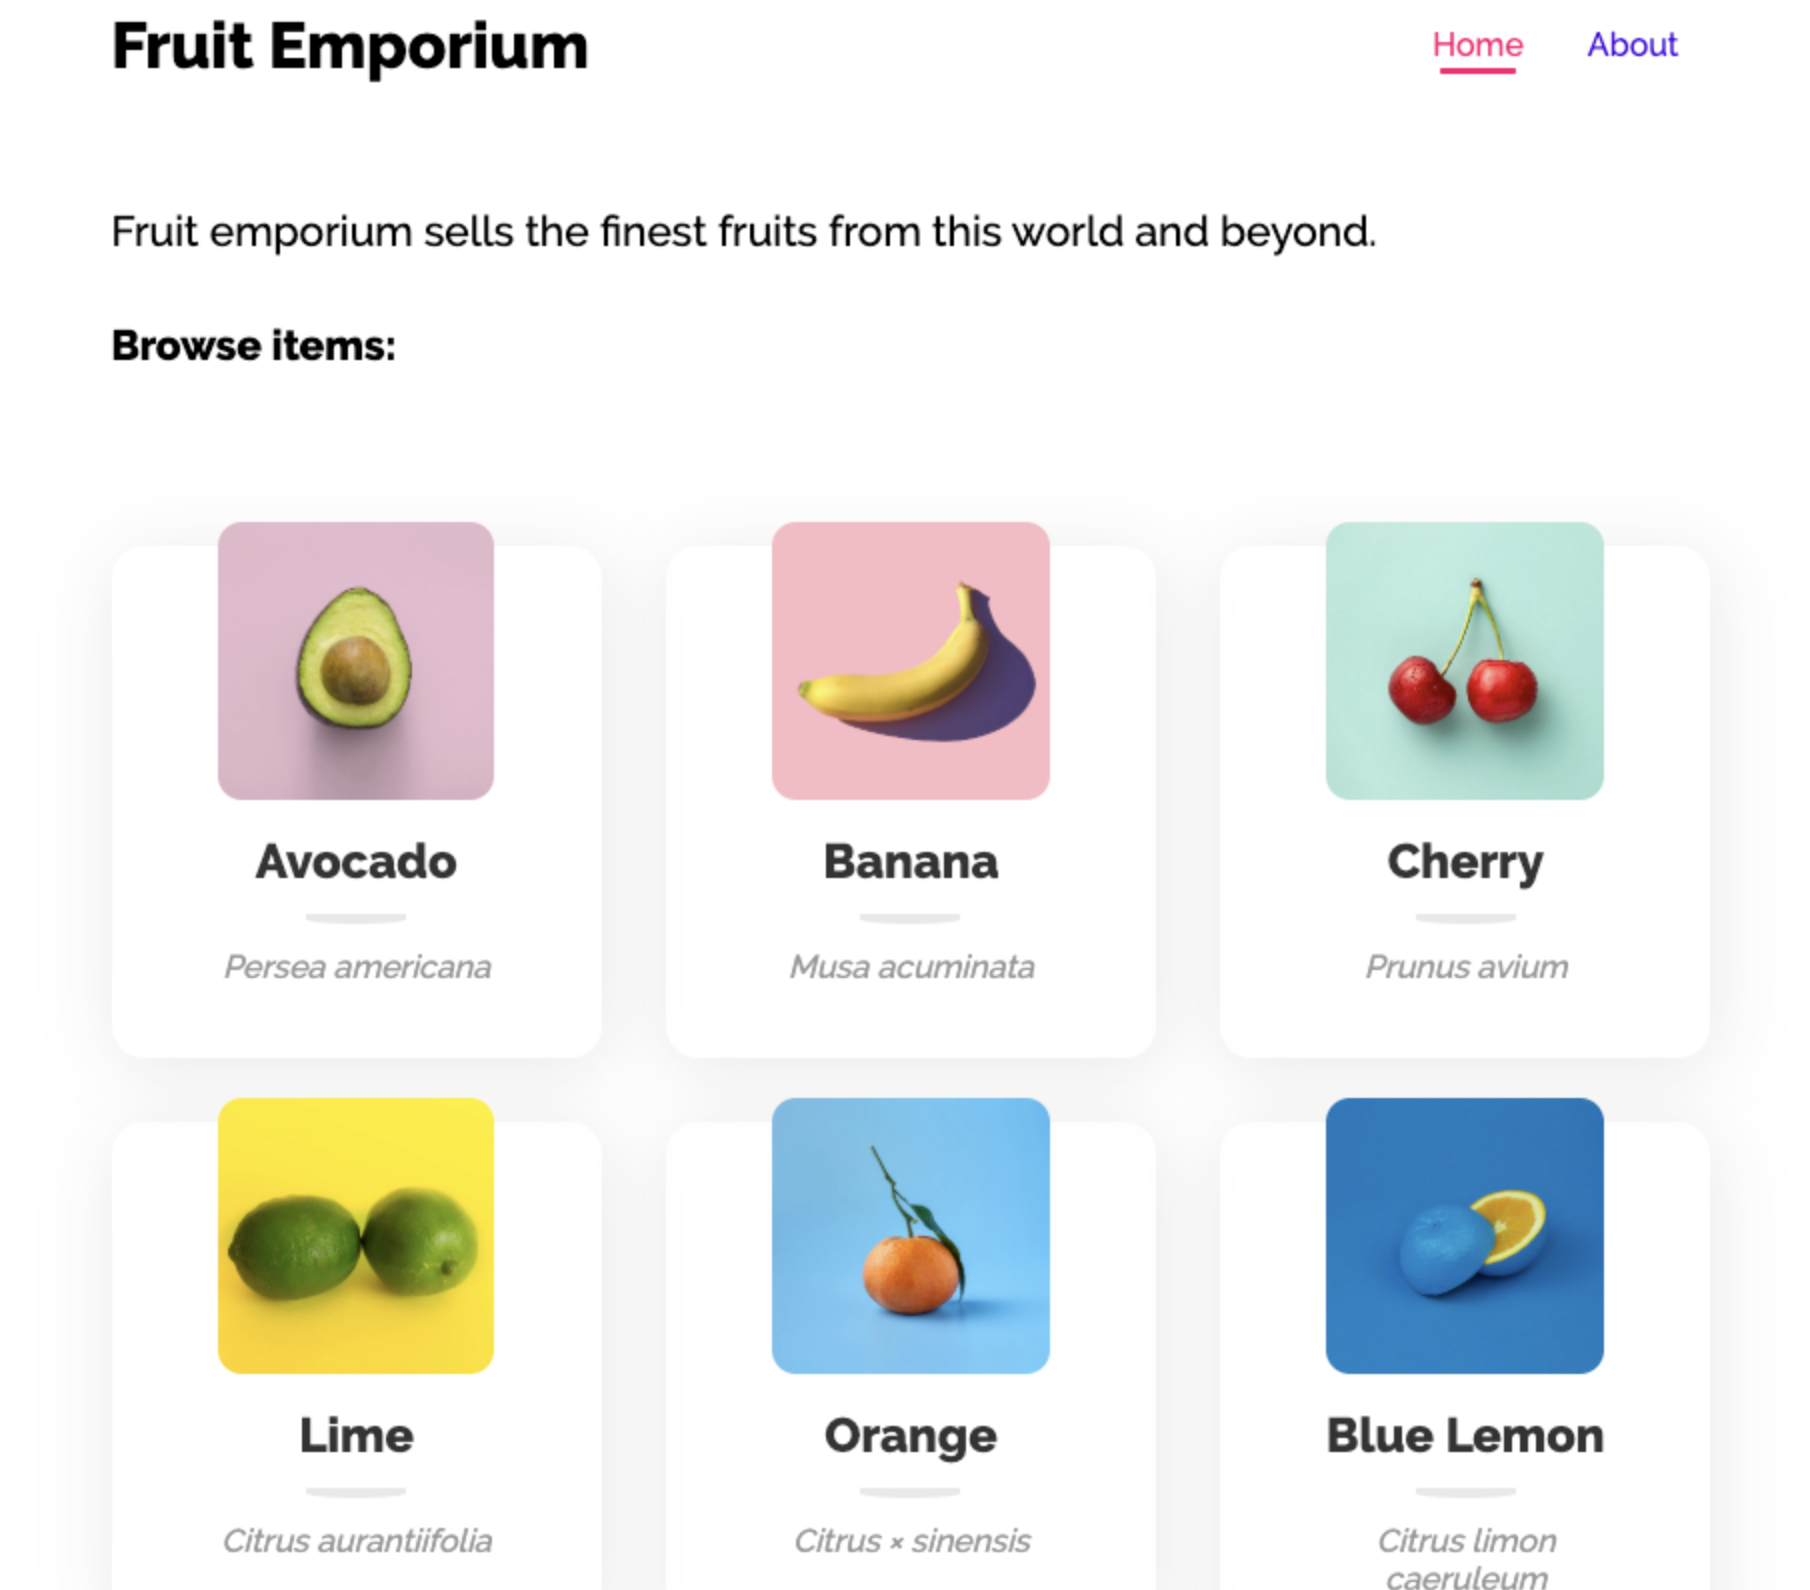 Fruit Emporium
Home
About
Fruit emporium sells the finest fruits from this world and beyond.
Browse items:
Avocado
Persea americana
Banana
Musa acuminata
Cherry
Prunus avium
Lime
Citrus aurantiifolia
Orange
Citrus × sinensis
Blue Lemon
Citrus limon
caeruleum